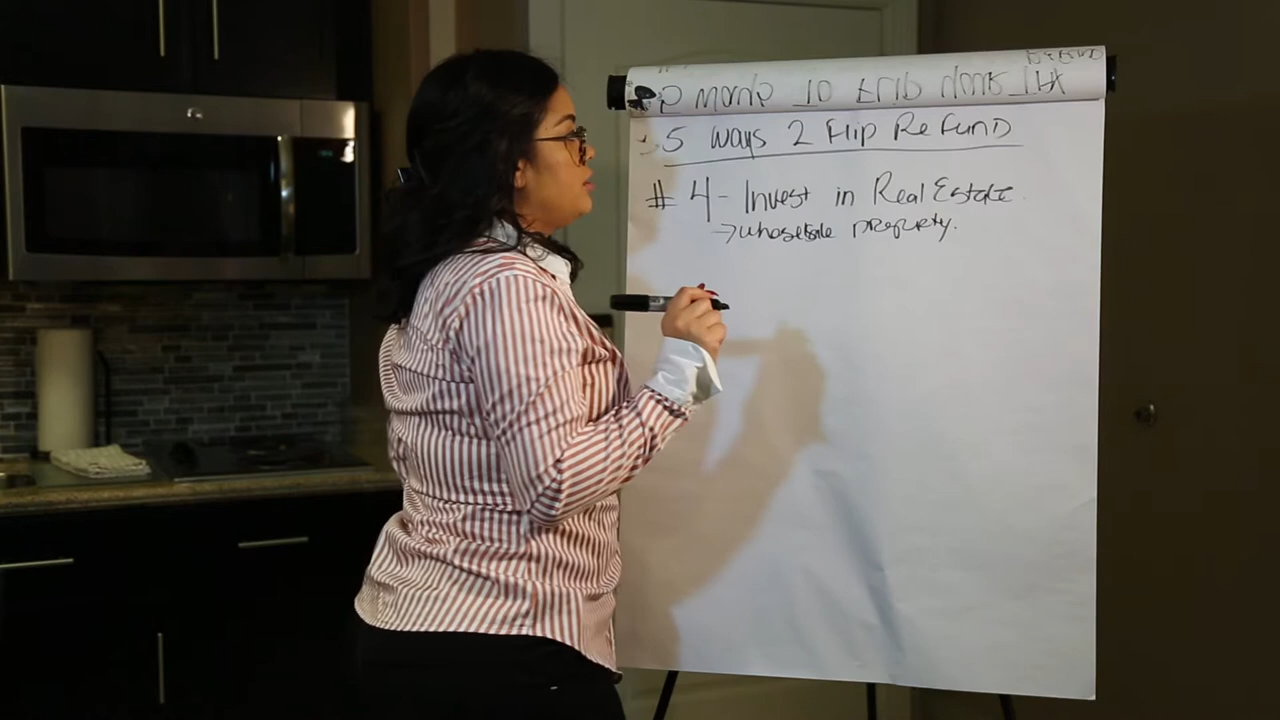 5 ways 2 Flip ReFund
# 4 - Invest in Real Estate.
→ wholesale property.